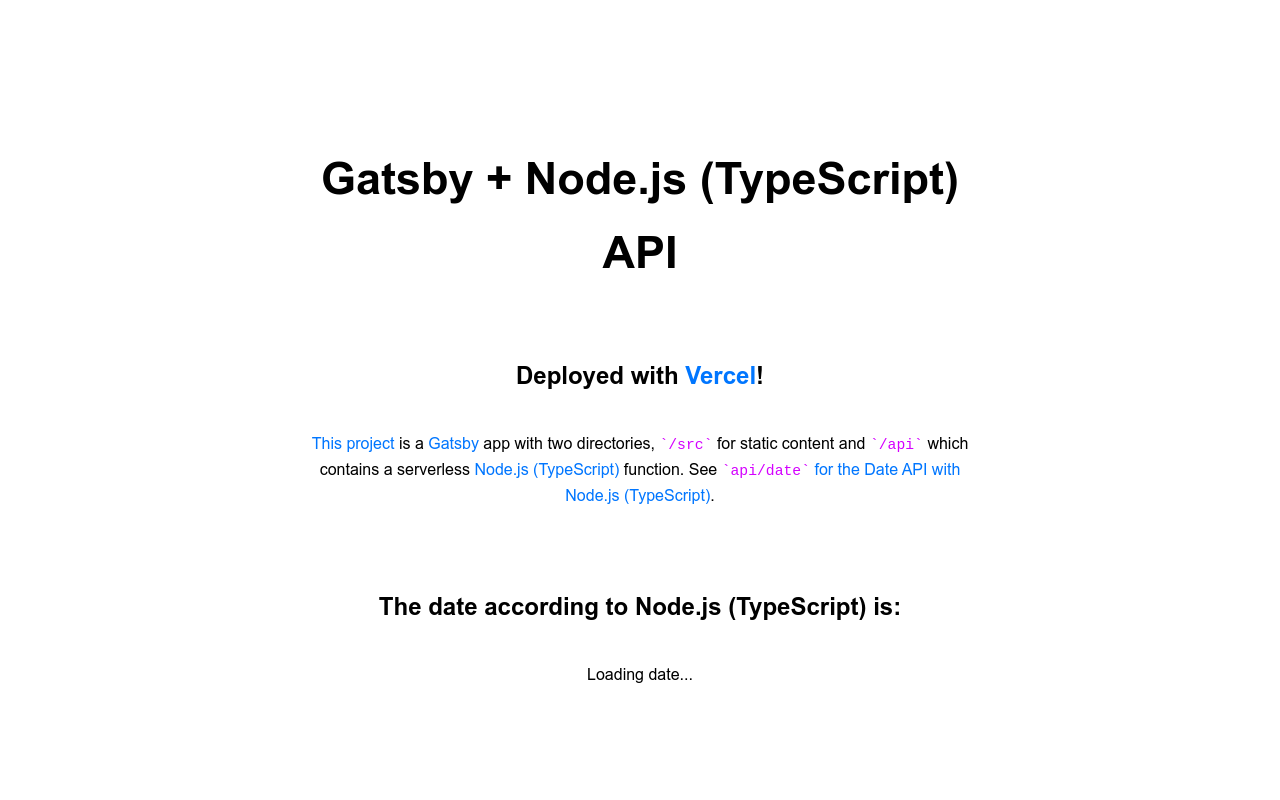 Gatsby + Node.js (TypeScript)
API
Deployed with Vercel!
This project is a Gatsby app with two directories, `/src` for static content and `/api` which
contains a serverless Node.js (TypeScript) function. See `api/date` for the Date API with
Node.js (TypeScript).
The date according to Node.js (TypeScript) is:
Loading date...